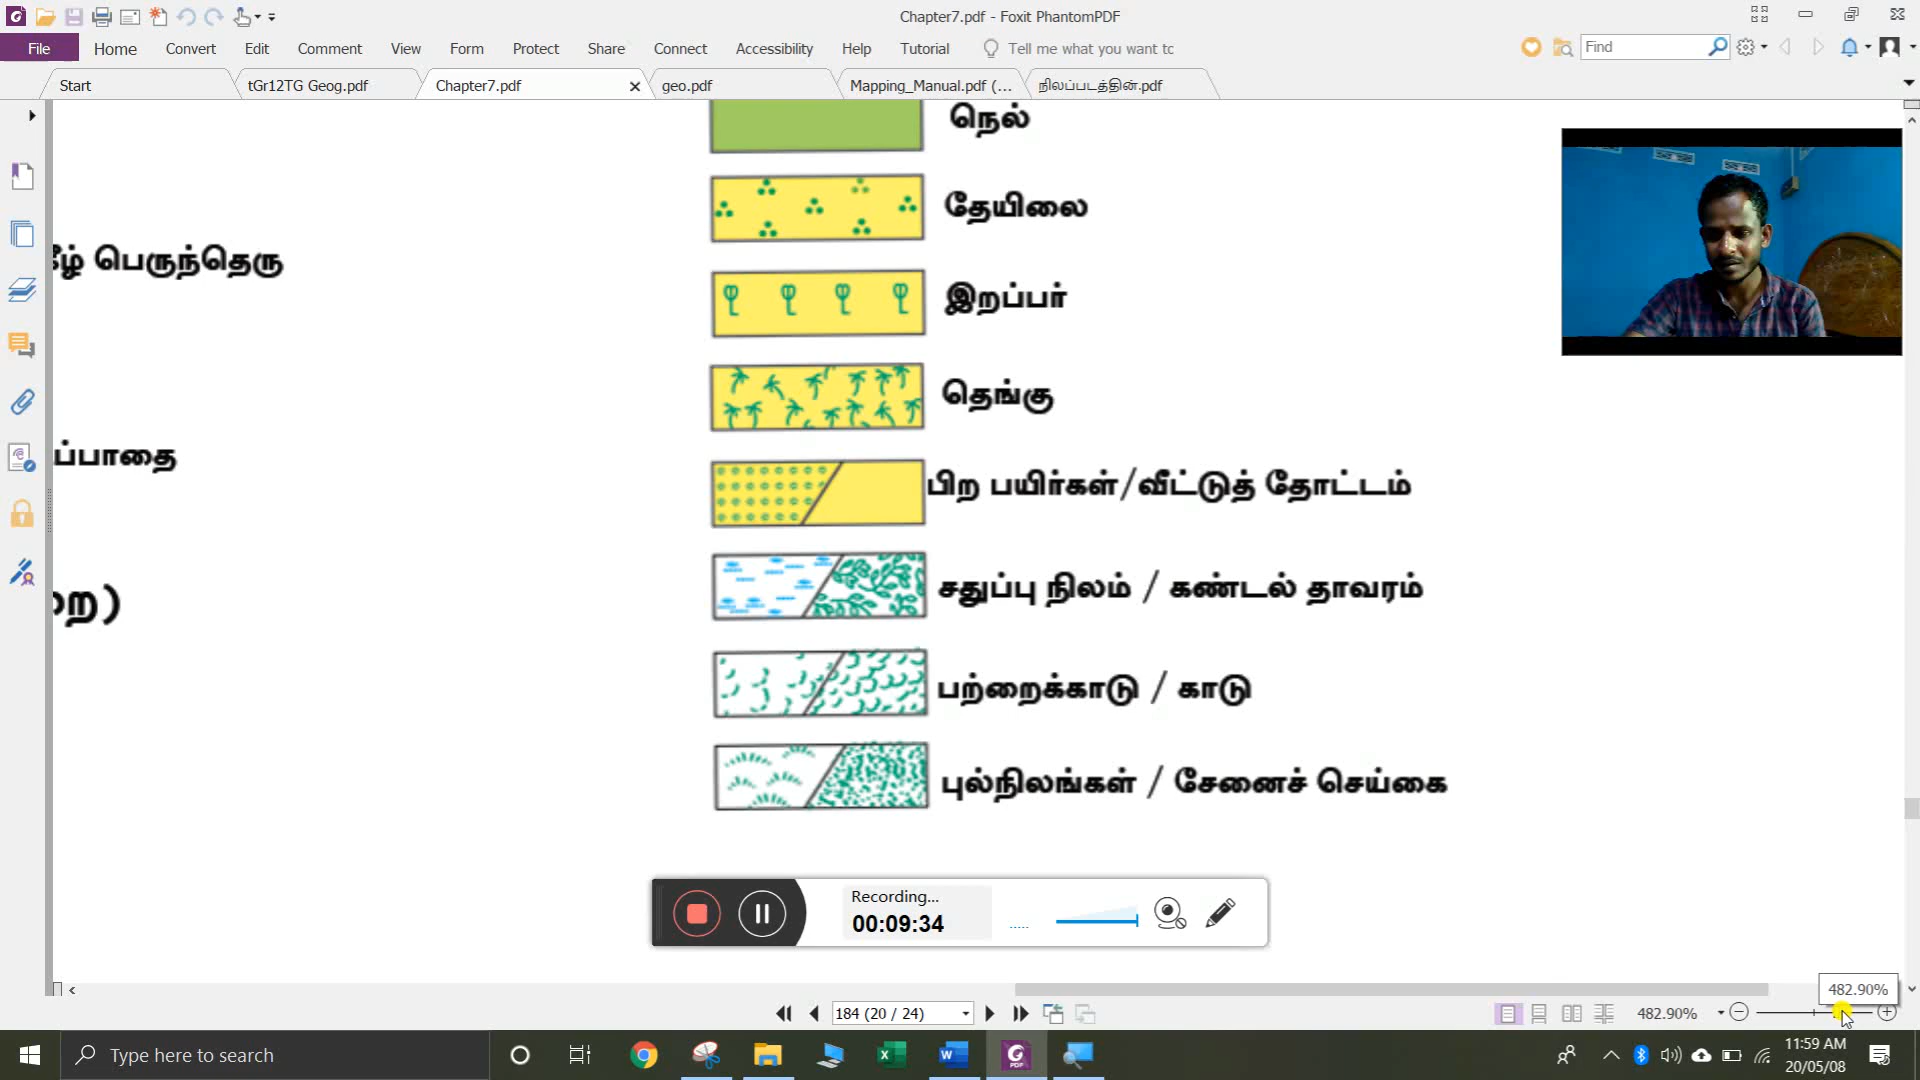 Chapter7.pdf - Foxit PhantomPDF
File Home Convert Edit Comment View Form Protect Share Connect Accessibility Help Tutorial Tell me what you want tc Find
Start tGr12TG Geog.pdf Chapter7.pdf geo.pdf Mapping_Manual.pdf (... நிலப்படத்தின்.pdf
நெல்
தேயிலை
பெருந்தெரு
இறப்பர்
தெங்கு
ப்பாதை
பிற பயிர்கள்/வீட்டுத் தோட்டம்
சதுப்பு நிலம் / கண்டல் தாவரம்
றை)
பற்றைக்காடு / காடு
புல்நிலங்கள் / சேனைச் செய்கை
Recording...
00:09:34
482.90%
184 (20 / 24) 482.90%
Type here to search 11:59 AM
20/05/08